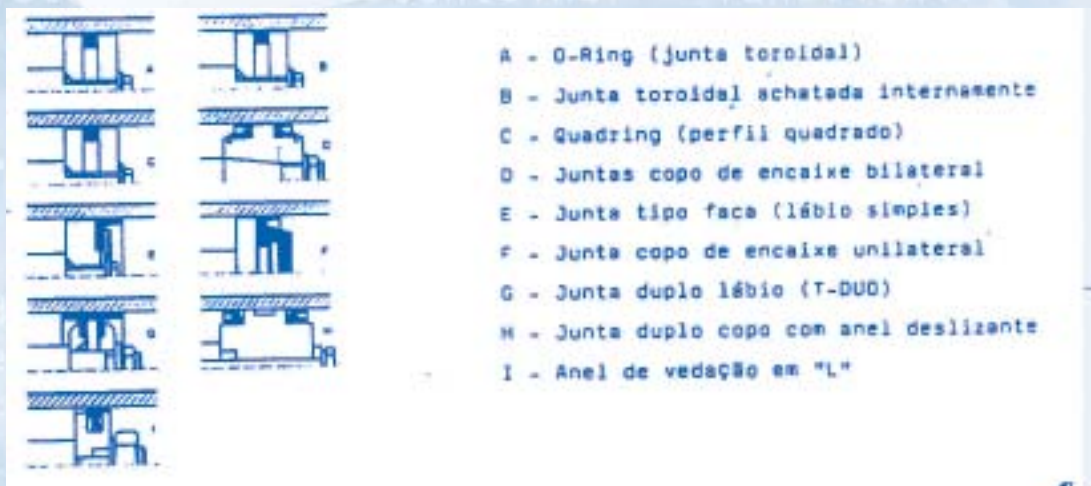 A
B
C
D
E
F
G
H
I
A - O-Ring (junta toroidal)
B - Junta toroidal achatada internamente
C - Quadring (perfil quadrado)
D - Juntas copo de encaixe bilateral
E - Junta tipo faca (lábio simples)
F - Junta copo de encaixe unilateral
G - Junta duplo lábio (T-DUO)
H - Junta duplo copo com anel deslizante
I - Anel de vedação em "L"